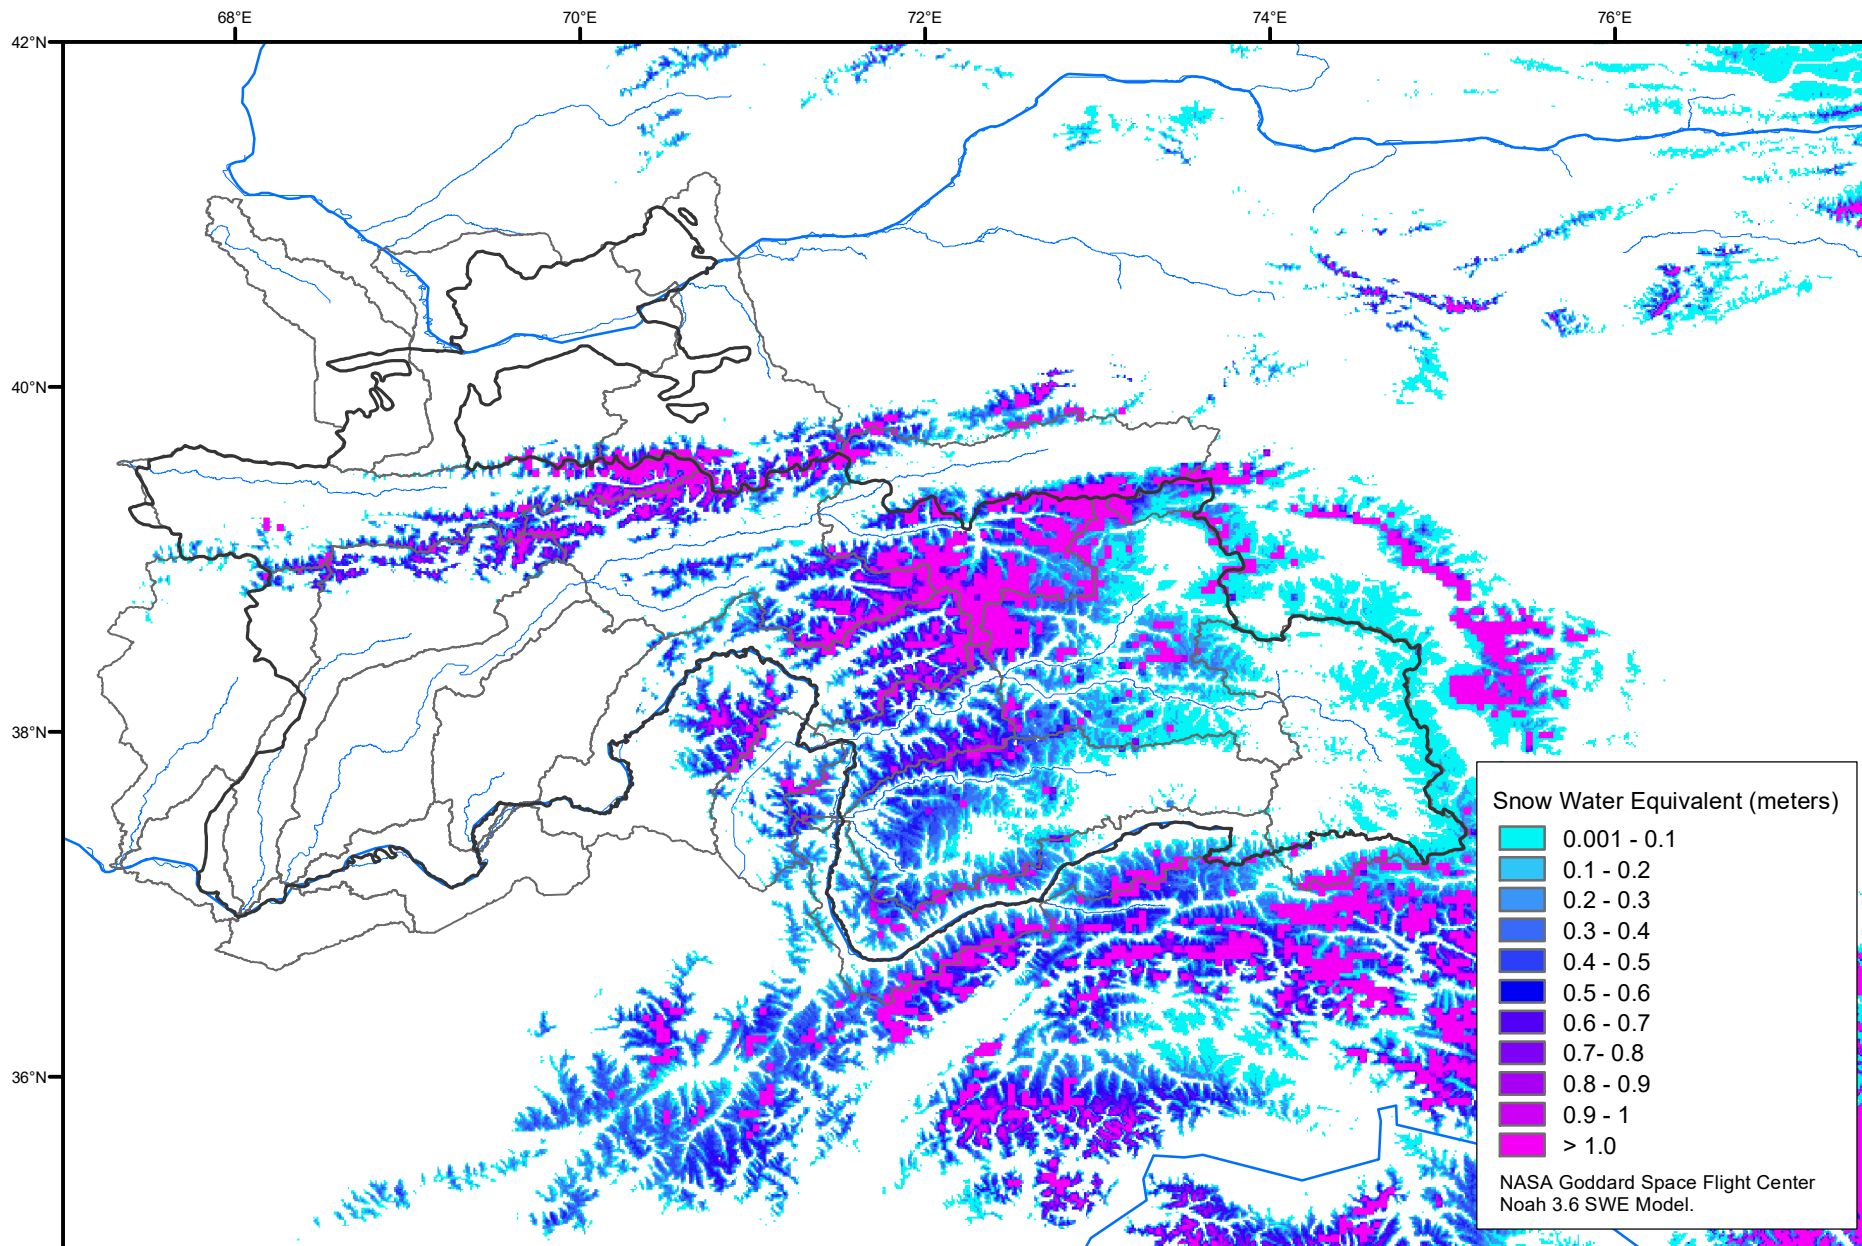 68°E 70°E 72°E 74°E 76°E
42°N
40°N
38°N
36°N
Snow Water Equivalent (meters)
0.001 - 0.1
0.1 - 0.2
0.2 - 0.3
0.3 - 0.4
0.4 - 0.5
0.5 - 0.6
0.6 - 0.7
0.7- 0.8
0.8 - 0.9
0.9 - 1
> 1.0
NASA Goddard Space Flight Center
Noah 3.6 SWE Model.